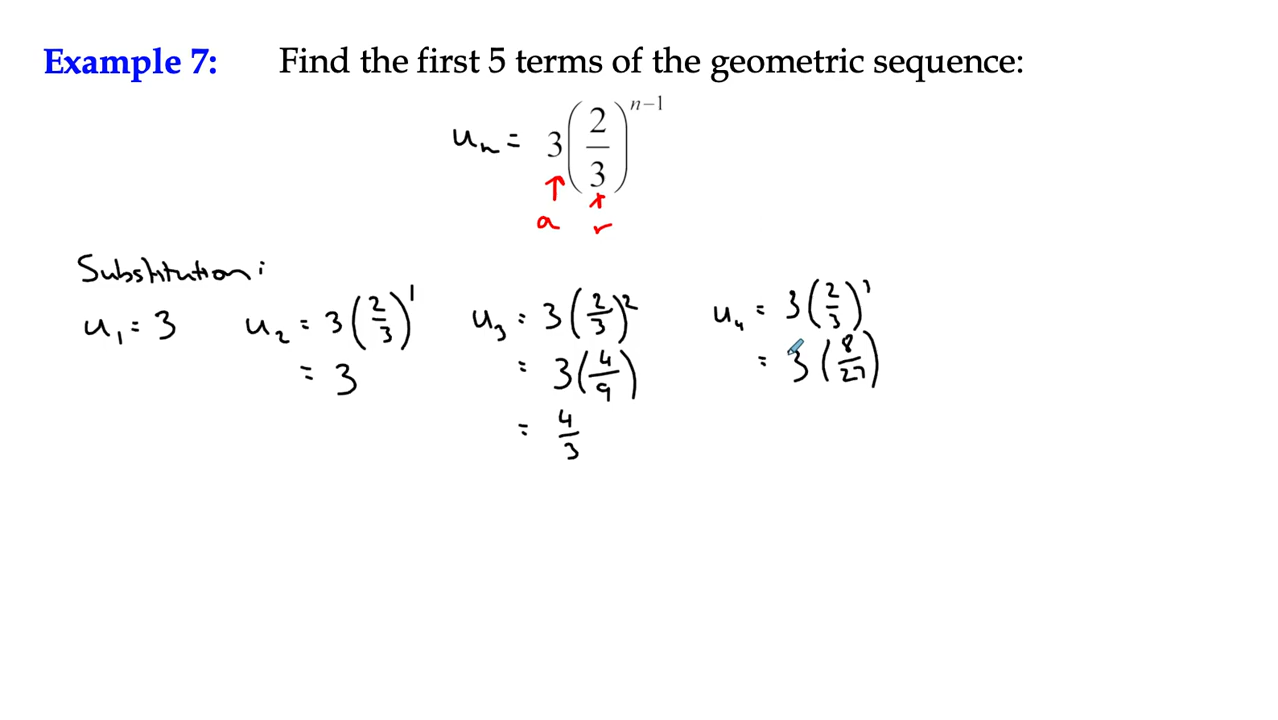 Example 7: Find the first 5 terms of the geometric sequence:
uₙ = 3(2/3)ⁿ⁻¹
↑ ↑
a r
Substitution:
u₁ = 3
u₂ = 3(2/3)¹
= 3
u₃ = 3(2/3)²
= 3(4/9)
= 4/3
u₄ = 3(2/3)
= 3(8/27)